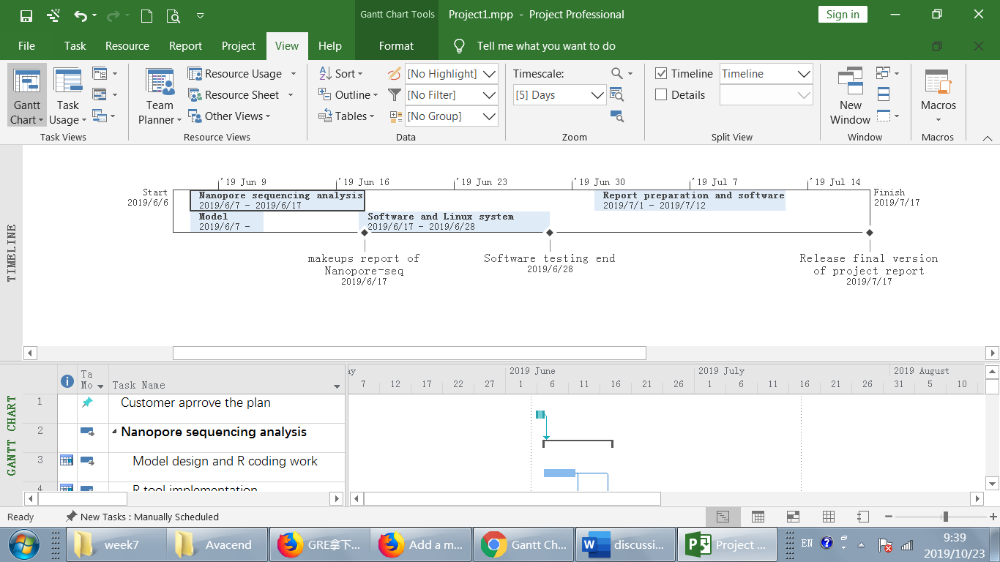 Gantt Chart Tools
Project1.mpp - Project Professional
Sign in
File Task Resource Report Project View Help Format Tell me what you want to do
Gantt Chart
Task Usage
Task Views
Team Planner
Resource Usage
Resource Sheet
Other Views
Resource Views
Sort
Outline
Tables
[No Highlight]
[No Filter]
[No Group]
Data
Timescale:
[5] Days
Zoom
Timeline Timeline
Details
Split View
New Window
Window
Macros
Macros
TIMELINE
'19 Jun 9 '19 Jun 16 '19 Jun 23 '19 Jun 30 '19 Jul 7 '19 Jul 14
Start
2019/6/6
Nanopore sequencing analysis
2019/6/7 - 2019/6/17
Report preparation and software
2019/7/1 - 2019/7/12
Finish
2019/7/17
Model
2019/6/7 -
Software and Linux system
2019/6/17 - 2019/6/28
makeups report of
Nanopore-seq
2019/6/17
Software testing end
2019/6/28
Release final version
of project report
2019/7/17
GANTT CHART
Ta
Mo
Task Name
ay 2019 June 2019 July 2019 August
7 12 17 22 27 1 6 11 16 21 26 1 6 11 16 21 26 31 5 10
1 Customer aprrove the plan
2 Nanopore sequencing analysis
3 Model design and R coding work
4 R tool implementation
Ready New Tasks : Manually Scheduled
week7
Avacend
GRE拿下...
Add a m...
Gantt Ch...
discussi...
Project ...
EN
9:39
2019/10/23